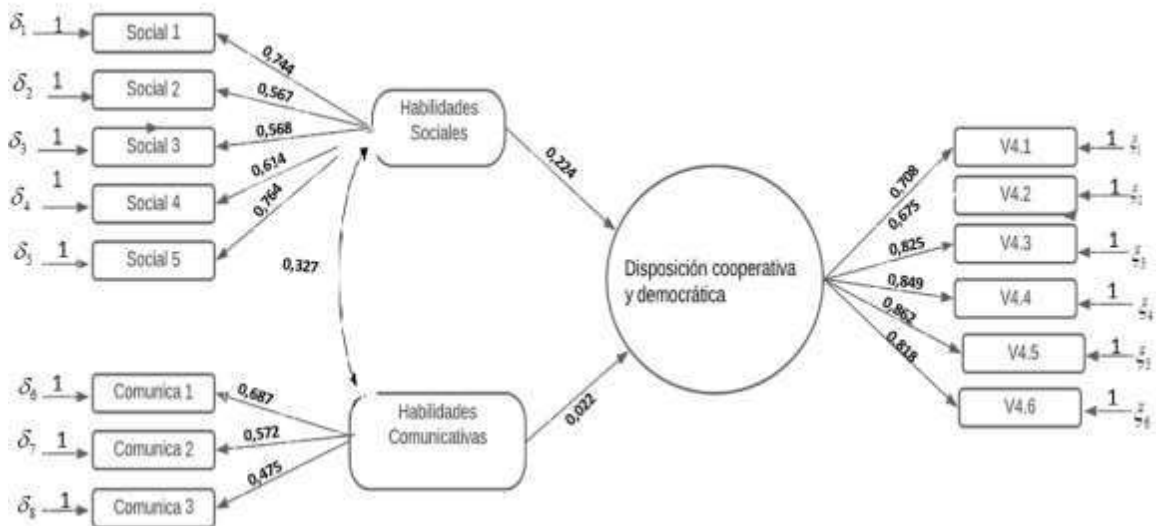 δ1 1 Social 1
δ2 1 Social 2
δ3 1 Social 3
δ4 1 Social 4
δ5 1 Social 5
0,744
0,567
0,568
0,614
0,764
Habilidades
Sociales
0,327
δ6 1 Comunica 1
δ7 1 Comunica 2
δ8 1 Comunica 3
0,687
0,572
0,475
Habilidades
Comunicativas
0,224
0,022
Disposición cooperativa
y democrática
0,708
0,675
0,825
0,849
0,862
0,818
V4.1 1
V4.2 1
V4.3 1
V4.4 1
V4.5 1
V4.6 1